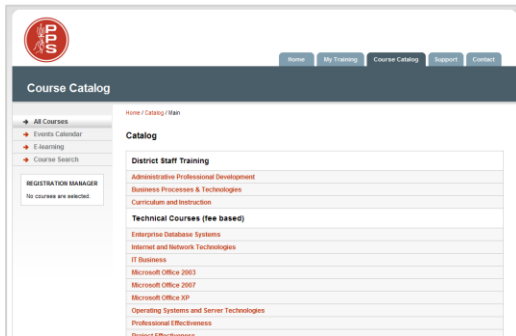 PPS
Home
My Training
Course Catalog
Support
Contact
Course Catalog
All Courses
Events Calendar
E-learning
Course Search
REGISTRATION MANAGER
No courses are selected.
Home / Catalog / Main
Catalog
District Staff Training
Administrative Professional Development
Business Processes & Technologies
Curriculum and Instruction
Technical Courses (fee based)
Enterprise Database Systems
Internet and Network Technologies
IT Business
Microsoft Office 2003
Microsoft Office 2007
Microsoft Office XP
Operating Systems and Server Technologies
Professional Effectiveness
Project Effectiveness